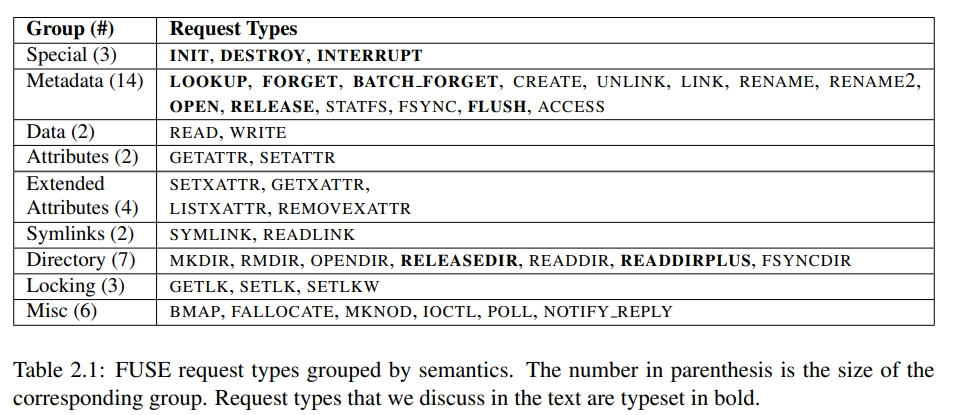 Group (#) Request Types
Special (3) INIT, DESTROY, INTERRUPT
Metadata (14) LOOKUP, FORGET, BATCH_FORGET, CREATE, UNLINK, LINK, RENAME, RENAME2,
OPEN, RELEASE, STATFS, FSYNC, FLUSH, ACCESS
Data (2) READ, WRITE
Attributes (2) GETATTR, SETATTR
Extended SETXATTR, GETXATTR,
Attributes (4) LISTXATTR, REMOVEXATTR
Symlinks (2) SYMLINK, READLINK
Directory (7) MKDIR, RMDIR, OPENDIR, RELEASEDIR, READDIR, READDIRPLUS, FSYNCDIR
Locking (3) GETLK, SETLK, SETLKW
Misc (6) BMAP, FALLOCATE, MKNOD, IOCTL, POLL, NOTIFY_REPLY
Table 2.1: FUSE request types grouped by semantics. The number in parenthesis is the size of the
corresponding group. Request types that we discuss in the text are typeset in bold.